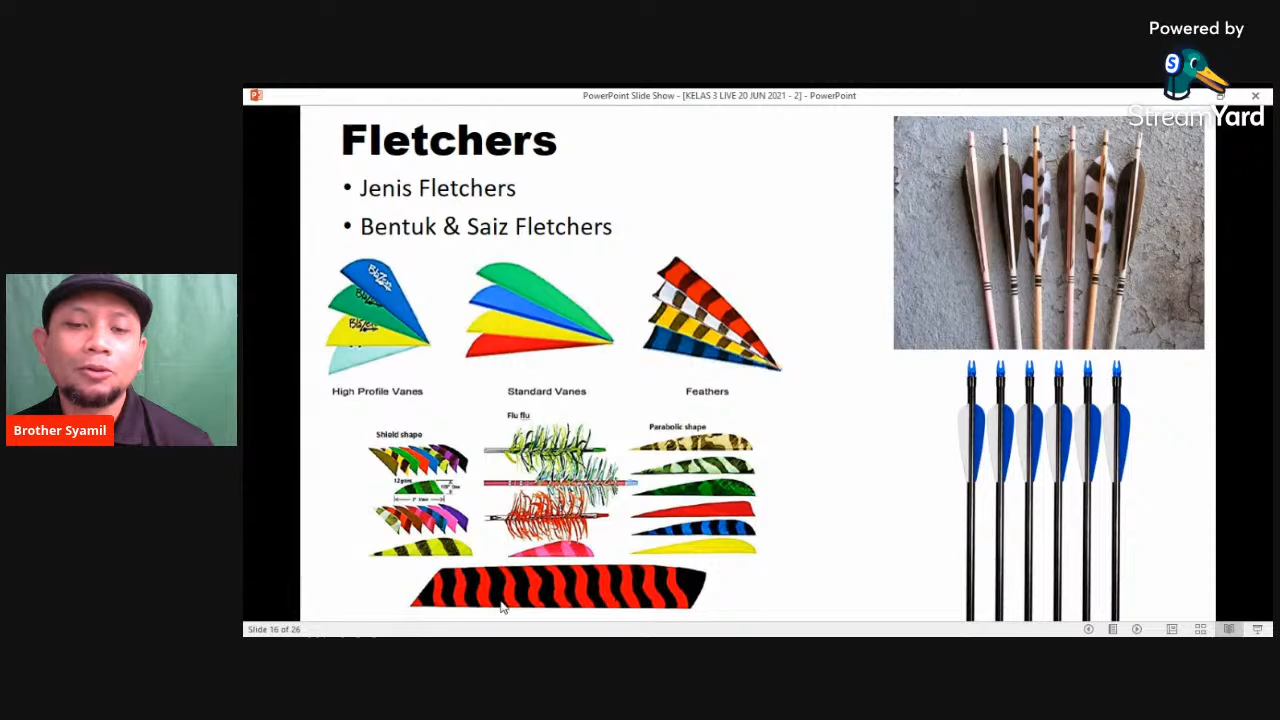 Powered by
S
StreamYard
PowerPoint Slide Show - [KELAS 3 LIVE 20 JUN 2021 - 2] - PowerPoint
Fletchers
• Jenis Fletchers
• Bentuk & Saiz Fletchers
Blazer
Blazer
High Profile Vanes
Standard Vanes
Feathers
Shield shape
Flu flu
Parabolic shape
Brother Syamil
Slide 16 of 26